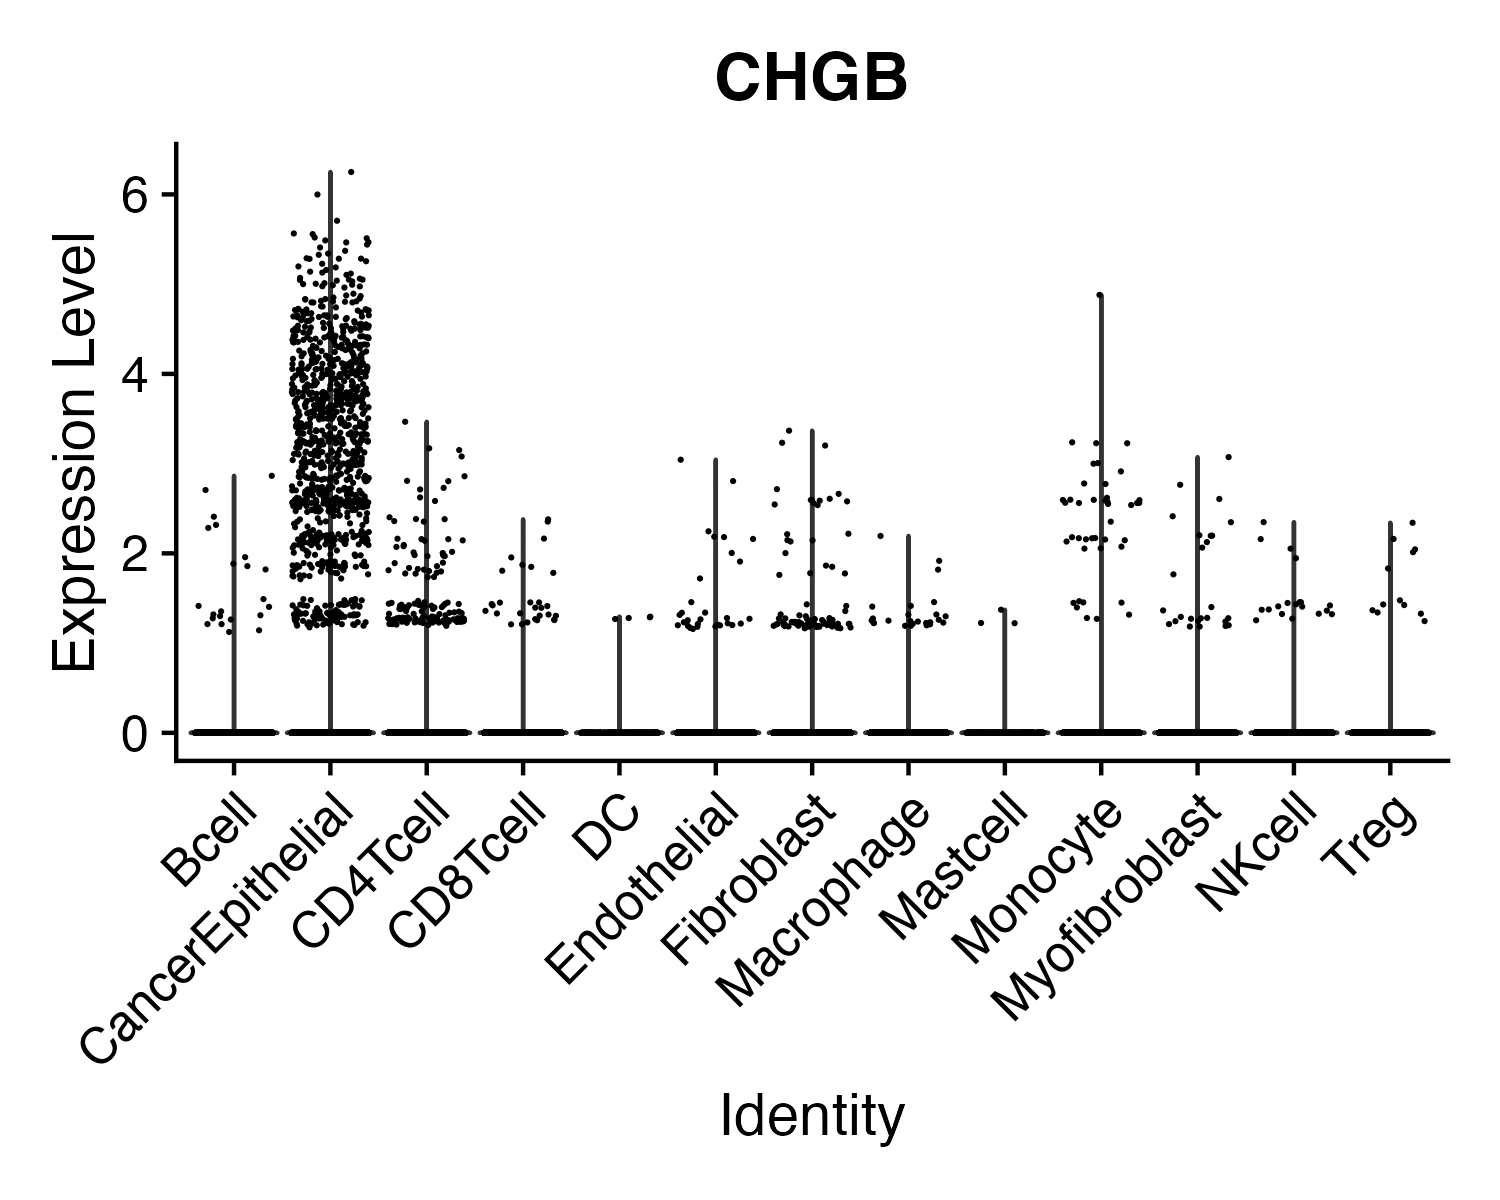 CHGB
Expression Level
6
4
2
0
Bcell
CancerEpithelial
CD4Tcell
CD8Tcell
DC
Endothelial
Fibroblast
Macrophage
Mastcell
Monocyte
Myofibroblast
NKcell
Treg
Identity